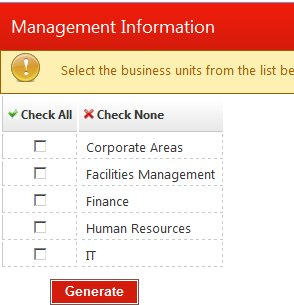 Management Information
Select the business units from the list be
Check All Check None
Corporate Areas
Facilities Management
Finance
Human Resources
IT
Generate